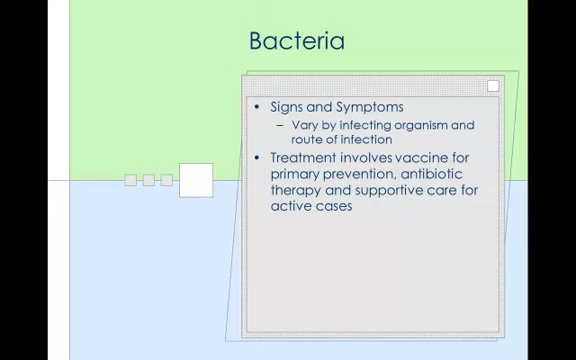 Bacteria
• Signs and Symptoms
– Vary by infecting organism and
route of infection
• Treatment involves vaccine for
primary prevention, antibiotic
therapy and supportive care for
active cases